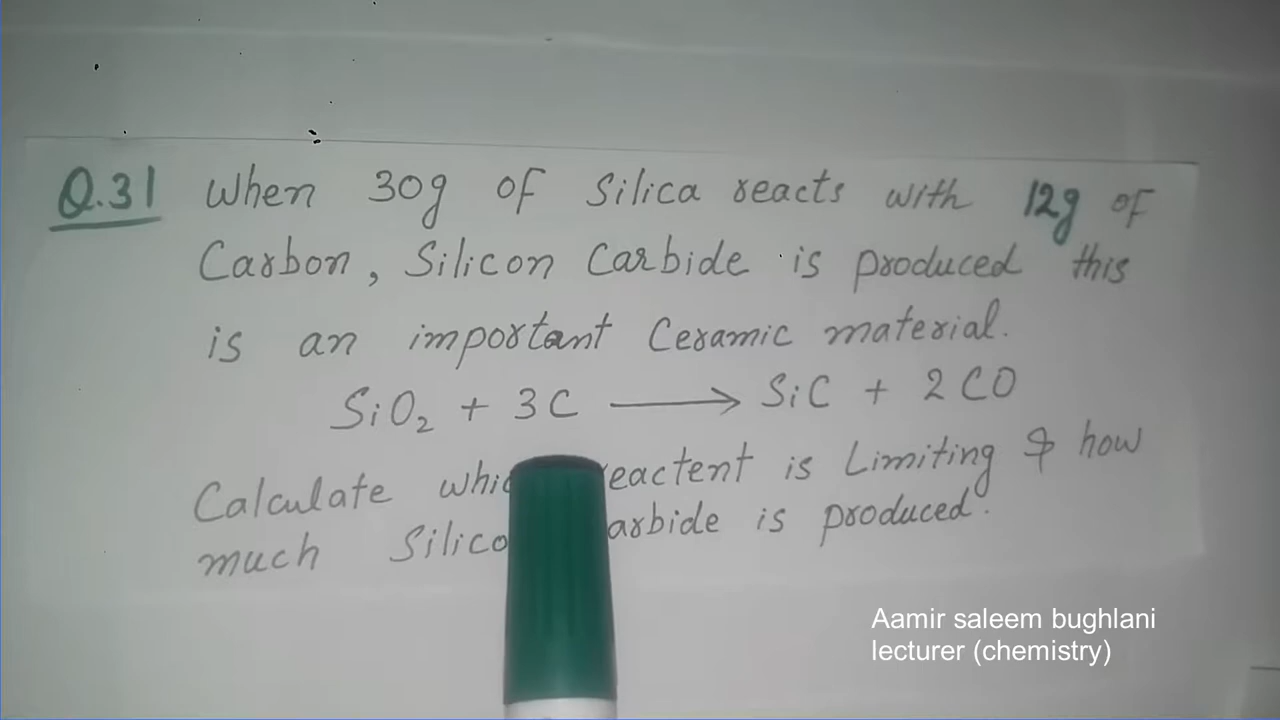 Q.31 When 30g of Silica reacts with 12g of
Carbon, Silicon Carbide is produced this
is an important Ceramic material.
SiO₂ + 3C ⟶ SiC + 2CO
Calculate whic eactent is Limiting & how
much Silico arbide is produced.
Aamir saleem bughlani
lecturer (chemistry)